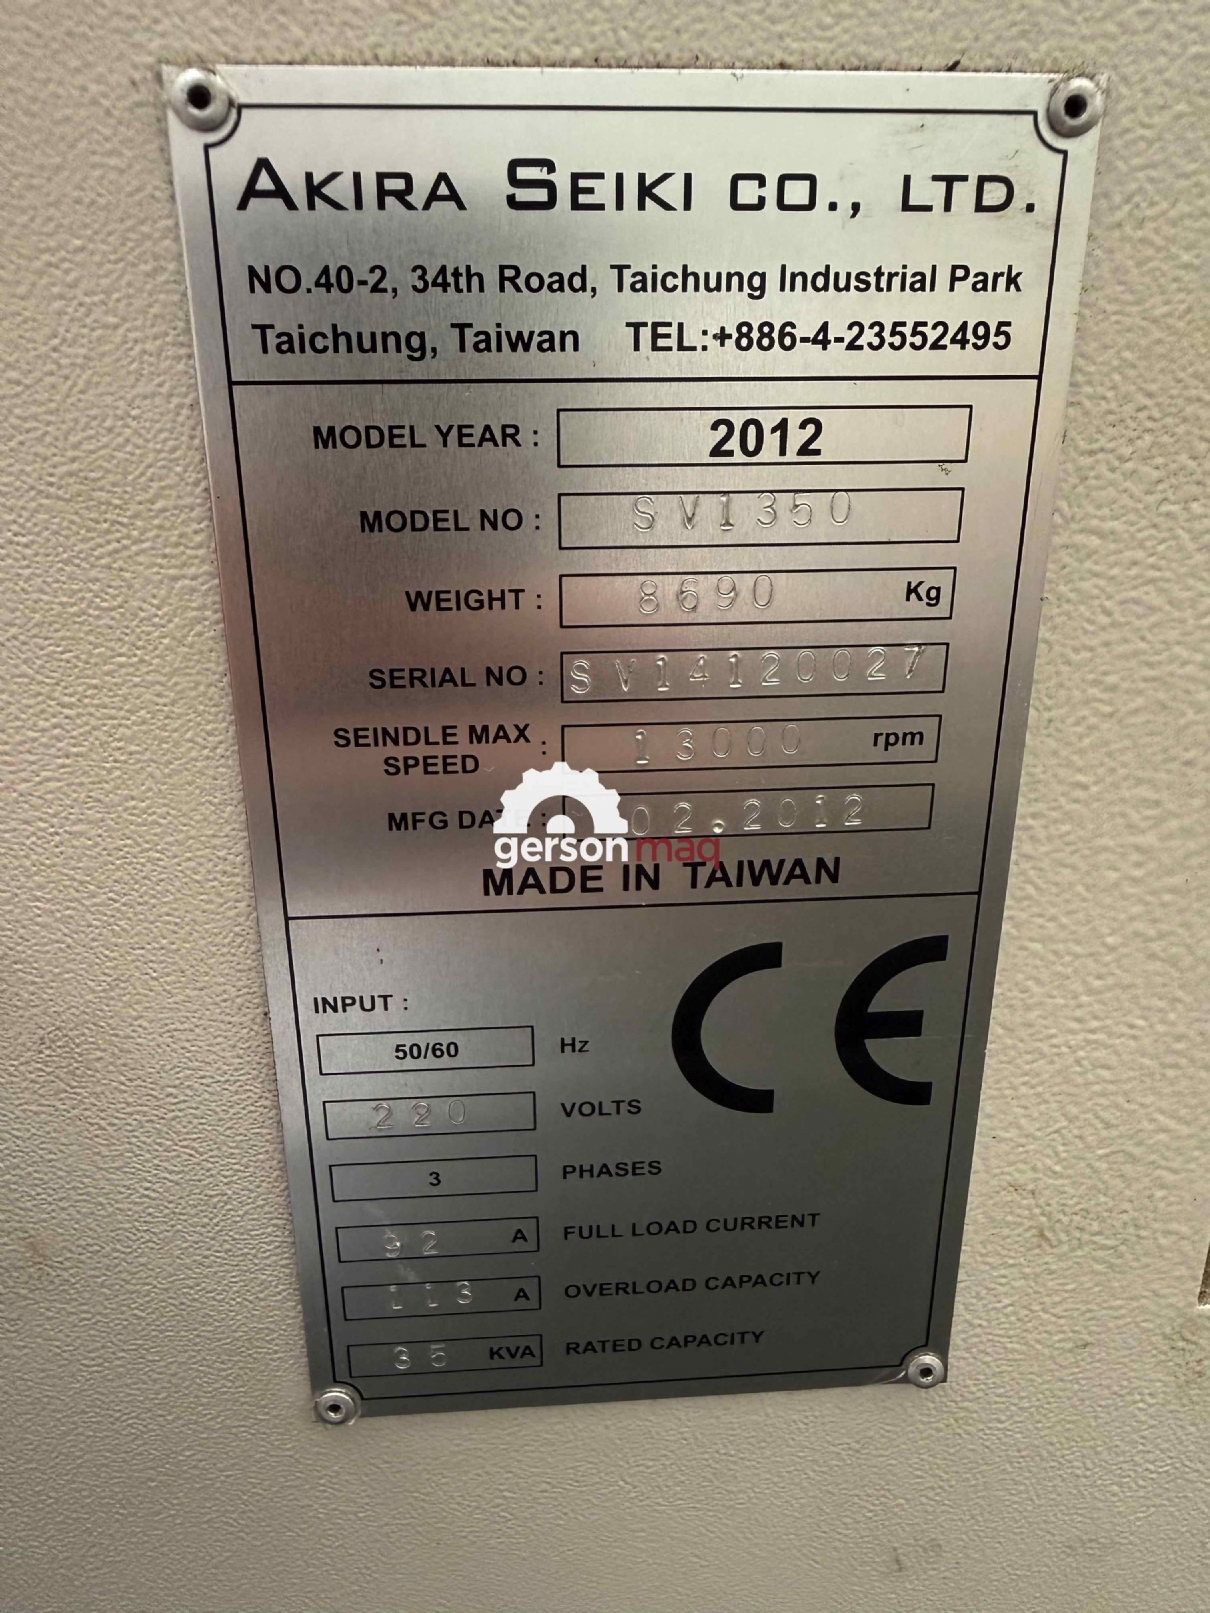 AKIRA SEIKI CO., LTD.
NO.40-2, 34th Road, Taichung Industrial Park
Taichung, Taiwan TEL:+886-4-23552495
MODEL YEAR : 2012
MODEL NO : SV1350
WEIGHT : 8690 Kg
SERIAL NO : SV14120027
SEINDLE MAX SPEED : 13000 rpm
MFG DATE : 02.2012
gersonmaq
MADE IN TAIWAN
CE
INPUT :
50/60 Hz
220 VOLTS
3 PHASES
92 A FULL LOAD CURRENT
113 A OVERLOAD CAPACITY
35 KVA RATED CAPACITY